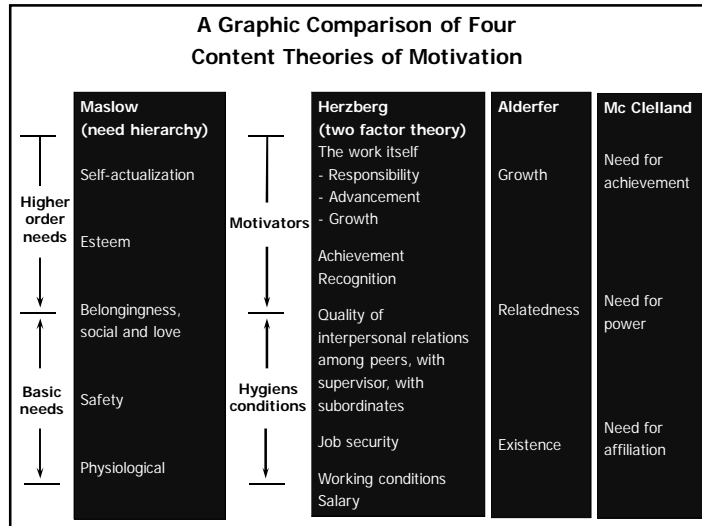 A Graphic Comparison of Four
Content Theories of Motivation
Maslow
(need hierarchy)
Self-actualization
Esteem
Belongingness,
social and love
Safety
Physiological
Higher
order
needs
Basic
needs
Herzberg
(two factor theory)
The work itself
- Responsibility
- Advancement
- Growth
Achievement
Recognition
Quality of
interpersonal relations
among peers, with
supervisor, with
subordinates
Job security
Working conditions
Salary
Motivators
Hygiens
conditions
Alderfer
Growth
Relatedness
Existence
Mc Clelland
Need for
achievement
Need for
power
Need for
affiliation